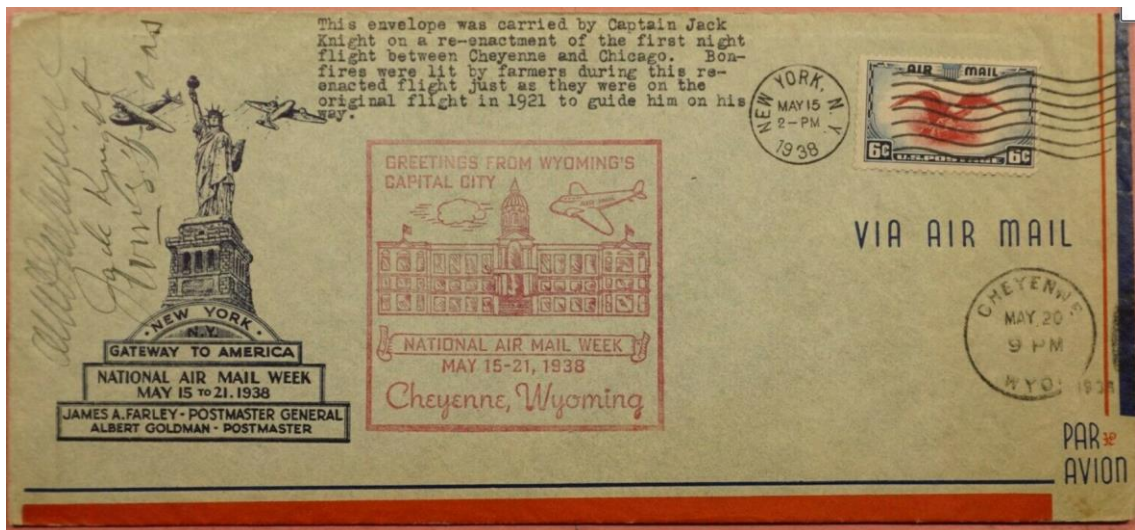 This envelope was carried by Captain Jack
Knight on a re-enactment of the first night
flight between Cheyenne and Chicago.  Bon-
fires were lit by farmers during this re-
enacted flight just as they were on the
original flight in 1921 to guide him on his
way.
Jack Knight
NEW YORK, N.Y.
MAY 15
2-PM
1938
AIR MAIL
6¢ U.S. POSTAGE 6¢
GREETINGS FROM WYOMING'S
CAPITAL CITY
NATIONAL AIR MAIL WEEK
MAY 15-21, 1938
Cheyenne, Wyoming
VIA AIR MAIL
NEW YORK
N.Y.
GATEWAY TO AMERICA
NATIONAL AIR MAIL WEEK
MAY 15 TO 21, 1938
JAMES A. FARLEY - POSTMASTER GENERAL
ALBERT GOLDMAN - POSTMASTER
CHEYENNE,
MAY 20
9 PM
WYO. 1938
PAR
AVION